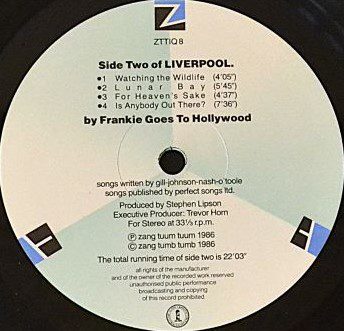 Z
ZTTIQ 8
Side Two of LIVERPOOL.
●1 Watching the Wildlife (4'05")
●2 Lunar Bay (5'45")
●3 For Heaven's Sake (4'37")
●4 Is Anybody Out There? (7'36")
by Frankie Goes To Hollywood
songs written by gill-johnson-nash-o'toole
songs published by perfect songs ltd.
Produced by Stephen Lipson
Executive Producer: Trevor Horn
For Stereo at 33⅓ r.p.m.
Ⓟ zang tuum tuum 1986
© zang tumb tumb 1986
The total running time of side two is 22'03"
all rights of the manufacturer
and of the owner of the recorded work reserved
unauthorised public performance
broadcasting and copying
of this record prohibited
T
T